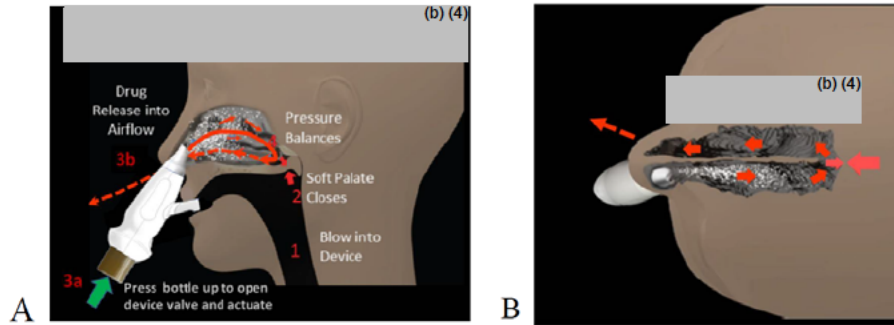 (b) (4)
Drug
Release into
Airflow
3b
Pressure
Balances
Soft Palate
2 Closes
1 Blow into
Device
3a
Press bottle up to open
device valve and actuate
A
(b) (4)
B